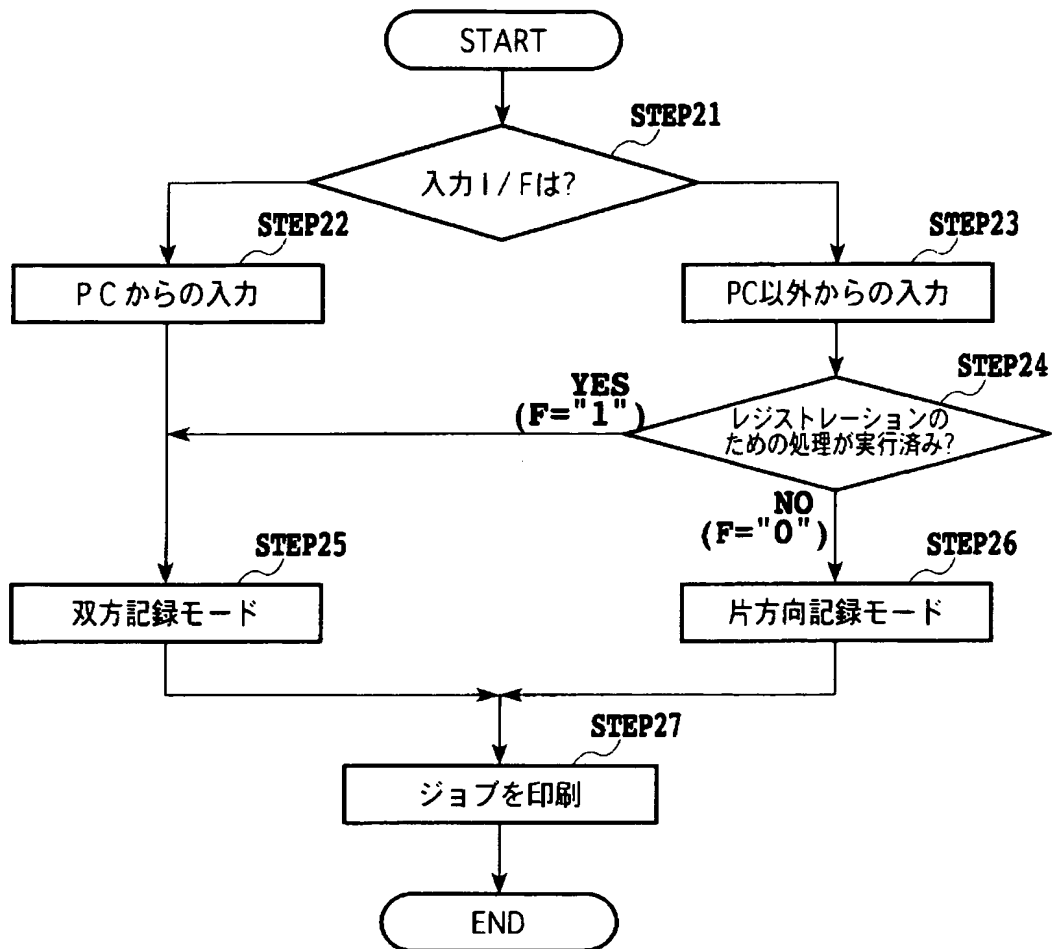 START
STEP21
入力I/Fは?
STEP22
PCからの入力
STEP23
PC以外からの入力
STEP24
レジストレーションの
ための処理が実行済み?
YES
(F="1")
NO
(F="0")
STEP25
双方記録モード
STEP26
片方向記録モード
STEP27
ジョブを印刷
END